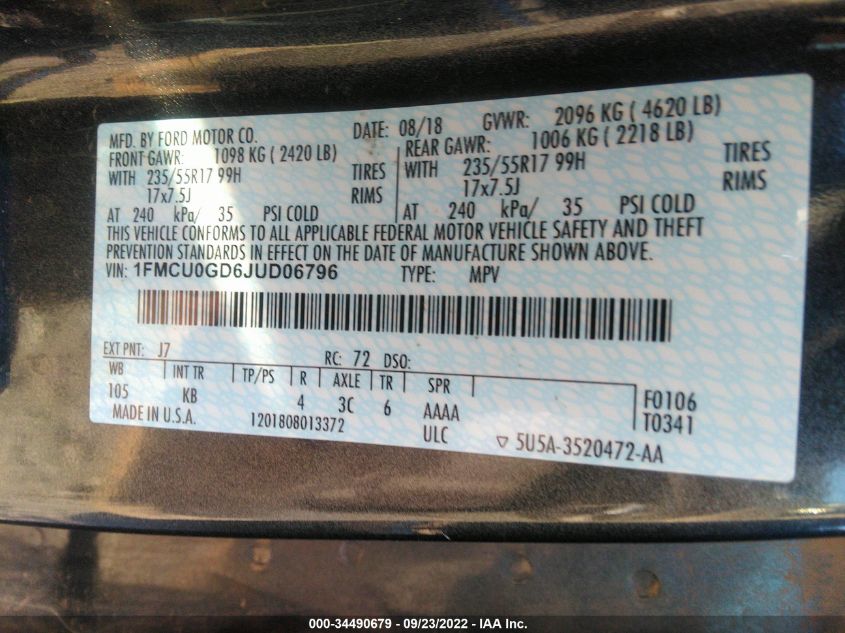 MFD. BY FORD MOTOR CO. DATE: 08/18 GVWR: 2096 KG ( 4620 LB)
FRONT GAWR: 1098 KG ( 2420 LB) REAR GAWR: 1006 KG ( 2218 LB)
WITH 235/55R17 99H TIRES WITH 235/55R17 99H TIRES
17x7.5J RIMS 17x7.5J RIMS
AT 240 kPa/ 35 PSI COLD AT 240 kPa/ 35 PSI COLD
THIS VEHICLE CONFORMS TO ALL APPLICABLE FEDERAL MOTOR VEHICLE SAFETY AND THEFT
PREVENTION STANDARDS IN EFFECT ON THE DATE OF MANUFACTURE SHOWN ABOVE.
VIN: 1FMCU0GD6JUD06796 TYPE: MPV
EXT PNT: J7 RC: 72 DSO:
WB INT TR TP/PS R AXLE TR SPR
105 KB 4 3C 6 AAAA F0106
MADE IN U.S.A. 1201808013372 ULC T0341
▽ 5U5A-3520472-AA
000-34490679 - 09/23/2022 - IAA Inc.